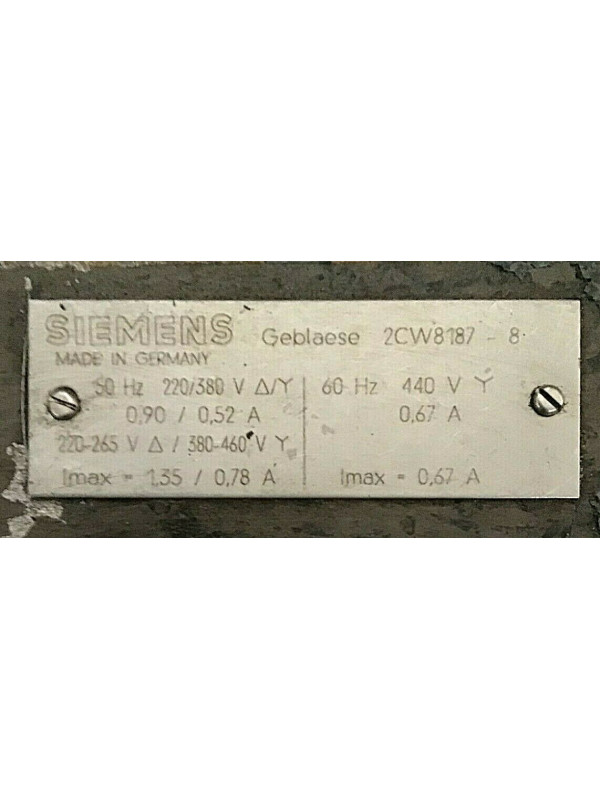 SIEMENS Geblaese 2CW8187 - 8
MADE IN GERMANY
50 Hz 220/380 V Δ/Y
0,90 / 0,52 A
220-265 V Δ / 380-460 V Y
Imax = 1,35 / 0,78 A
60 Hz 440 V Y
0,67 A
Imax = 0,67 A